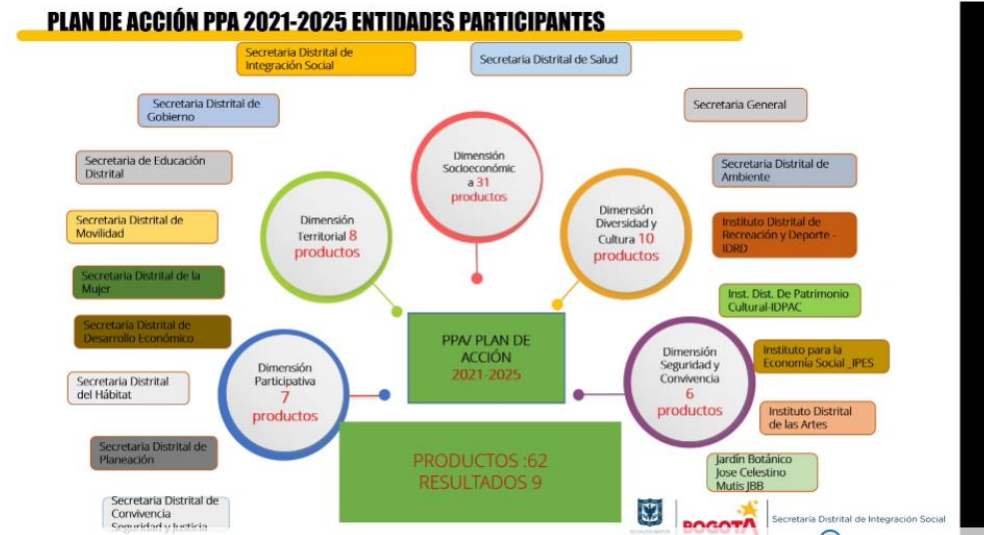 PLAN DE ACCIÓN PPA 2021-2025 ENTIDADES PARTICIPANTES
Secretaria Distrital de
Integración Social
Secretaria Distrital de Salud
Secretaria Distrital de
Gobierno
Secretaria General
Secretaria de Educación
Distrital
Dimensión
Socioeconómic
a 31
productos
Secretaria Distrital de
Ambiente
Secretaria Distrital de
Movilidad
Dimensión
Territorial 8
productos
Dimensión
Diversidad y
Cultura 10
productos
Instituto Distrital de
Recreación y Deporte -
IDRD
Secretaria Distrital de la
Mujer
Inst. Dist. De Patrimonio
Cultural-IDPAC
Secretaria Distrital de
Desarrollo Económico
PPA/ PLAN DE
ACCIÓN
2021-2025
Instituto para la
Economía Social _IPES
Secretaria Distrital
del Hábitat
Dimensión
Participativa
7
productos
Dimensión
Seguridad y
Convivencia
6
productos
Instituto Distrital
de las Artes
Secretaria Distrital de
Planeación
PRODUCTOS :62
RESULTADOS 9
Jardín Botánico
Jose Celestino
Mutis JBB
Secretaria Distrital de
Convivencia
Seguridad y Justicia
BOGOTÁ
Secretaría Distrital de Integración Social